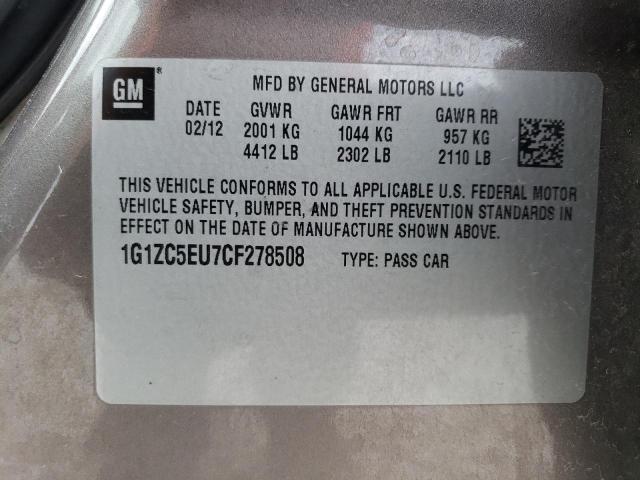 GM ®
MFD BY GENERAL MOTORS LLC
DATE GVWR GAWR FRT GAWR RR
02/12 2001 KG 1044 KG 957 KG
4412 LB 2302 LB 2110 LB
THIS VEHICLE CONFORMS TO ALL APPLICABLE U.S. FEDERAL MOTOR
VEHICLE SAFETY, BUMPER, AND THEFT PREVENTION STANDARDS IN
EFFECT ON THE DATE OF MANUFACTURE SHOWN ABOVE.
1G1ZC5EU7CF278508 TYPE: PASS CAR